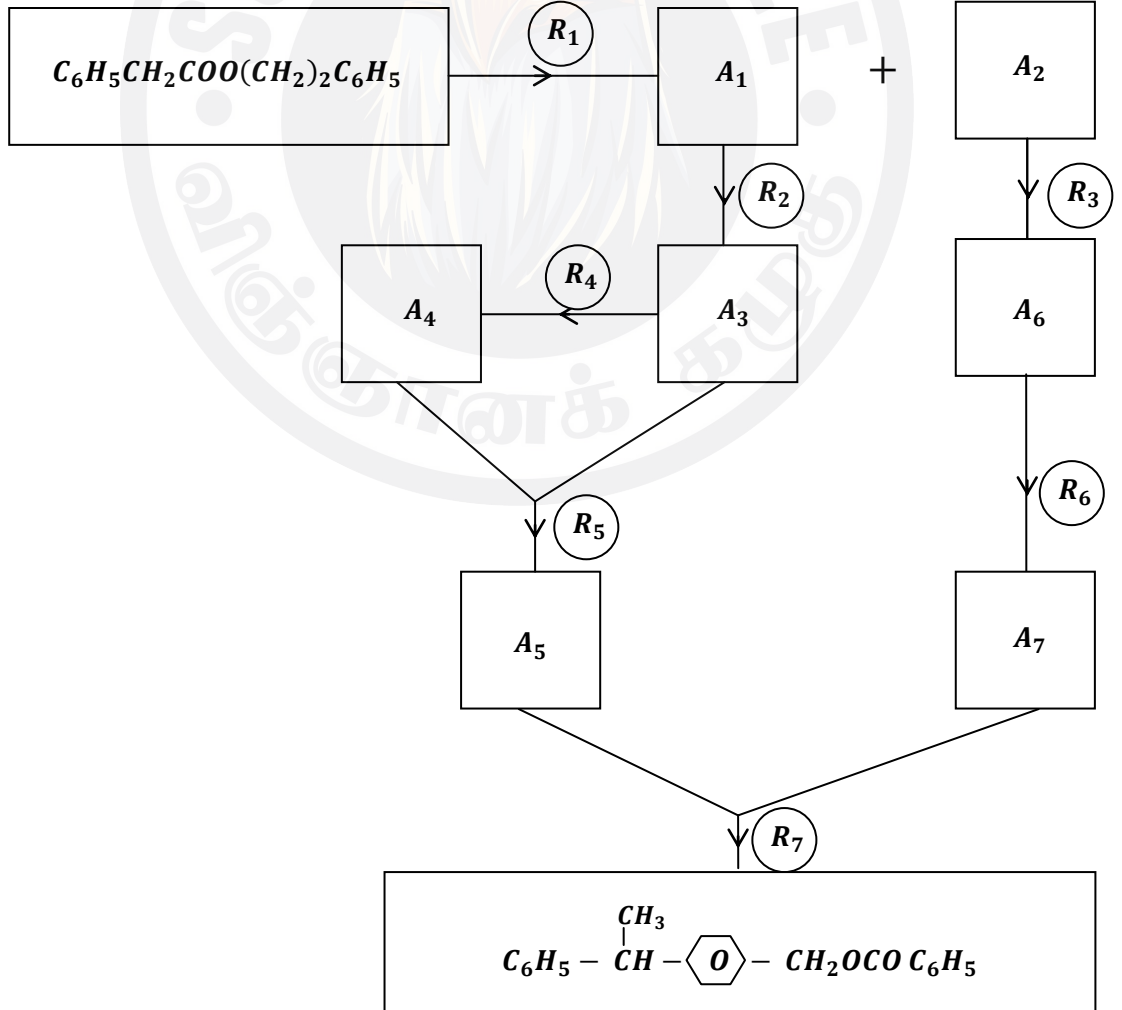 R₁
C₆H₅CH₂COO(CH₂)₂C₆H₅
A₁
+
A₂
R₂
R₃
R₄
A₄
A₃
A₆
R₅
R₆
A₅
A₇
R₇
CH₃
C₆H₅ − CH − O − CH₂OCO C₆H₅